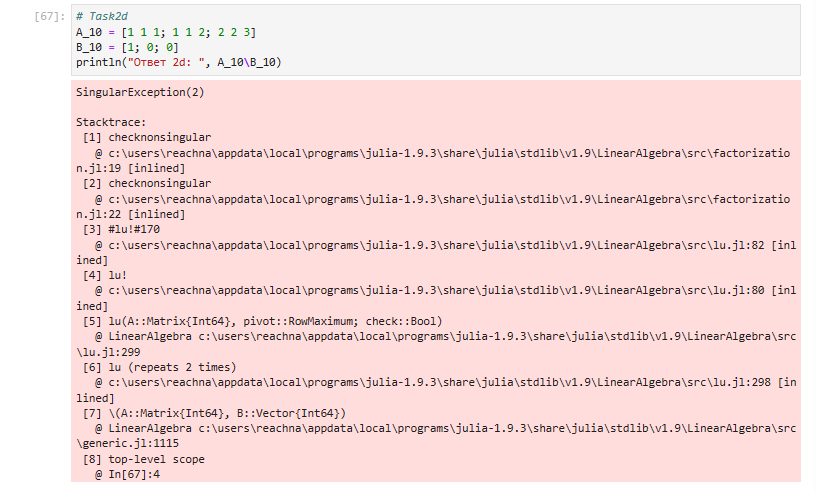 [67]: # Task2d
A_10 = [1 1 1; 1 1 2; 2 2 3]
B_10 = [1; 0; 0]
println("Ответ 2d: ", A_10\B_10)
SingularException(2)
Stacktrace:
[1] checknonsingular
@ c:\users\reachna\appdata\local\programs\julia-1.9.3\share\julia\stdlib\v1.9\LinearAlgebra\src\factorizatio
n.jl:19 [inlined]
[2] checknonsingular
@ c:\users\reachna\appdata\local\programs\julia-1.9.3\share\julia\stdlib\v1.9\LinearAlgebra\src\factorizatio
n.jl:22 [inlined]
[3] #lu!#170
@ c:\users\reachna\appdata\local\programs\julia-1.9.3\share\julia\stdlib\v1.9\LinearAlgebra\src\lu.jl:82 [inl
ined]
[4] lu!
@ c:\users\reachna\appdata\local\programs\julia-1.9.3\share\julia\stdlib\v1.9\LinearAlgebra\src\lu.jl:80 [inl
ined]
[5] lu(A::Matrix{Int64}, pivot::RowMaximum; check::Bool)
@ LinearAlgebra c:\users\reachna\appdata\local\programs\julia-1.9.3\share\julia\stdlib\v1.9\LinearAlgebra\src
\lu.jl:299
[6] lu (repeats 2 times)
@ c:\users\reachna\appdata\local\programs\julia-1.9.3\share\julia\stdlib\v1.9\LinearAlgebra\src\lu.jl:298 [in
lined]
[7] \(A::Matrix{Int64}, B::Vector{Int64})
@ LinearAlgebra c:\users\reachna\appdata\local\programs\julia-1.9.3\share\julia\stdlib\v1.9\LinearAlgebra\src
\generic.jl:1115
[8] top-level scope
@ In[67]:4